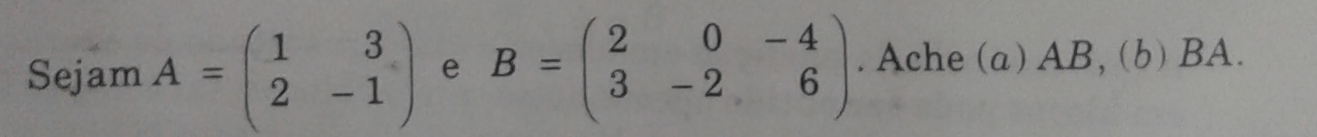 Sejam A = ( 1 3 ; 2 −1 ) e B = ( 2 0 −4 ; 3 −2 6 ). Ache (a) AB, (b) BA.